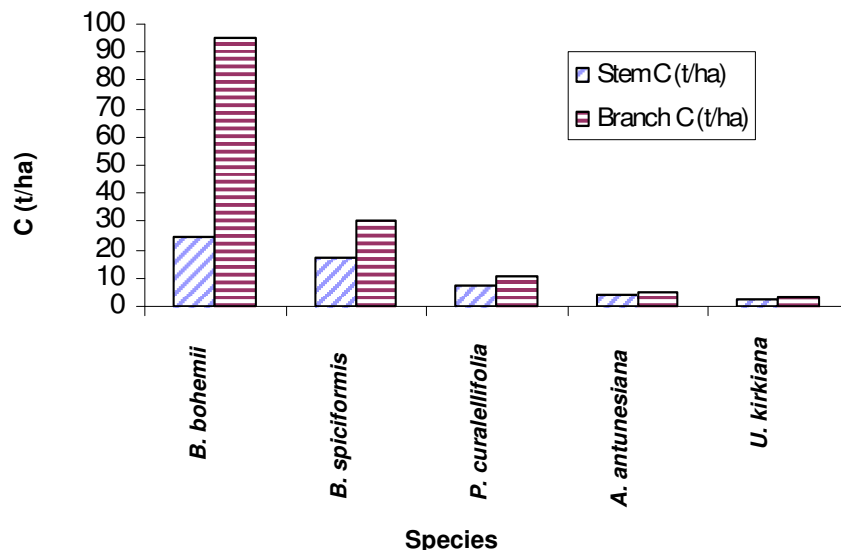 100
90
80
70
60
50
40
30
20
10
0
C (t/ha)
Stem C (t/ha)
Branch C (t/ha)
B. bohemii
B. spiciformis
P. curalellifolia
A. antunesiana
U. kirkiana
Species